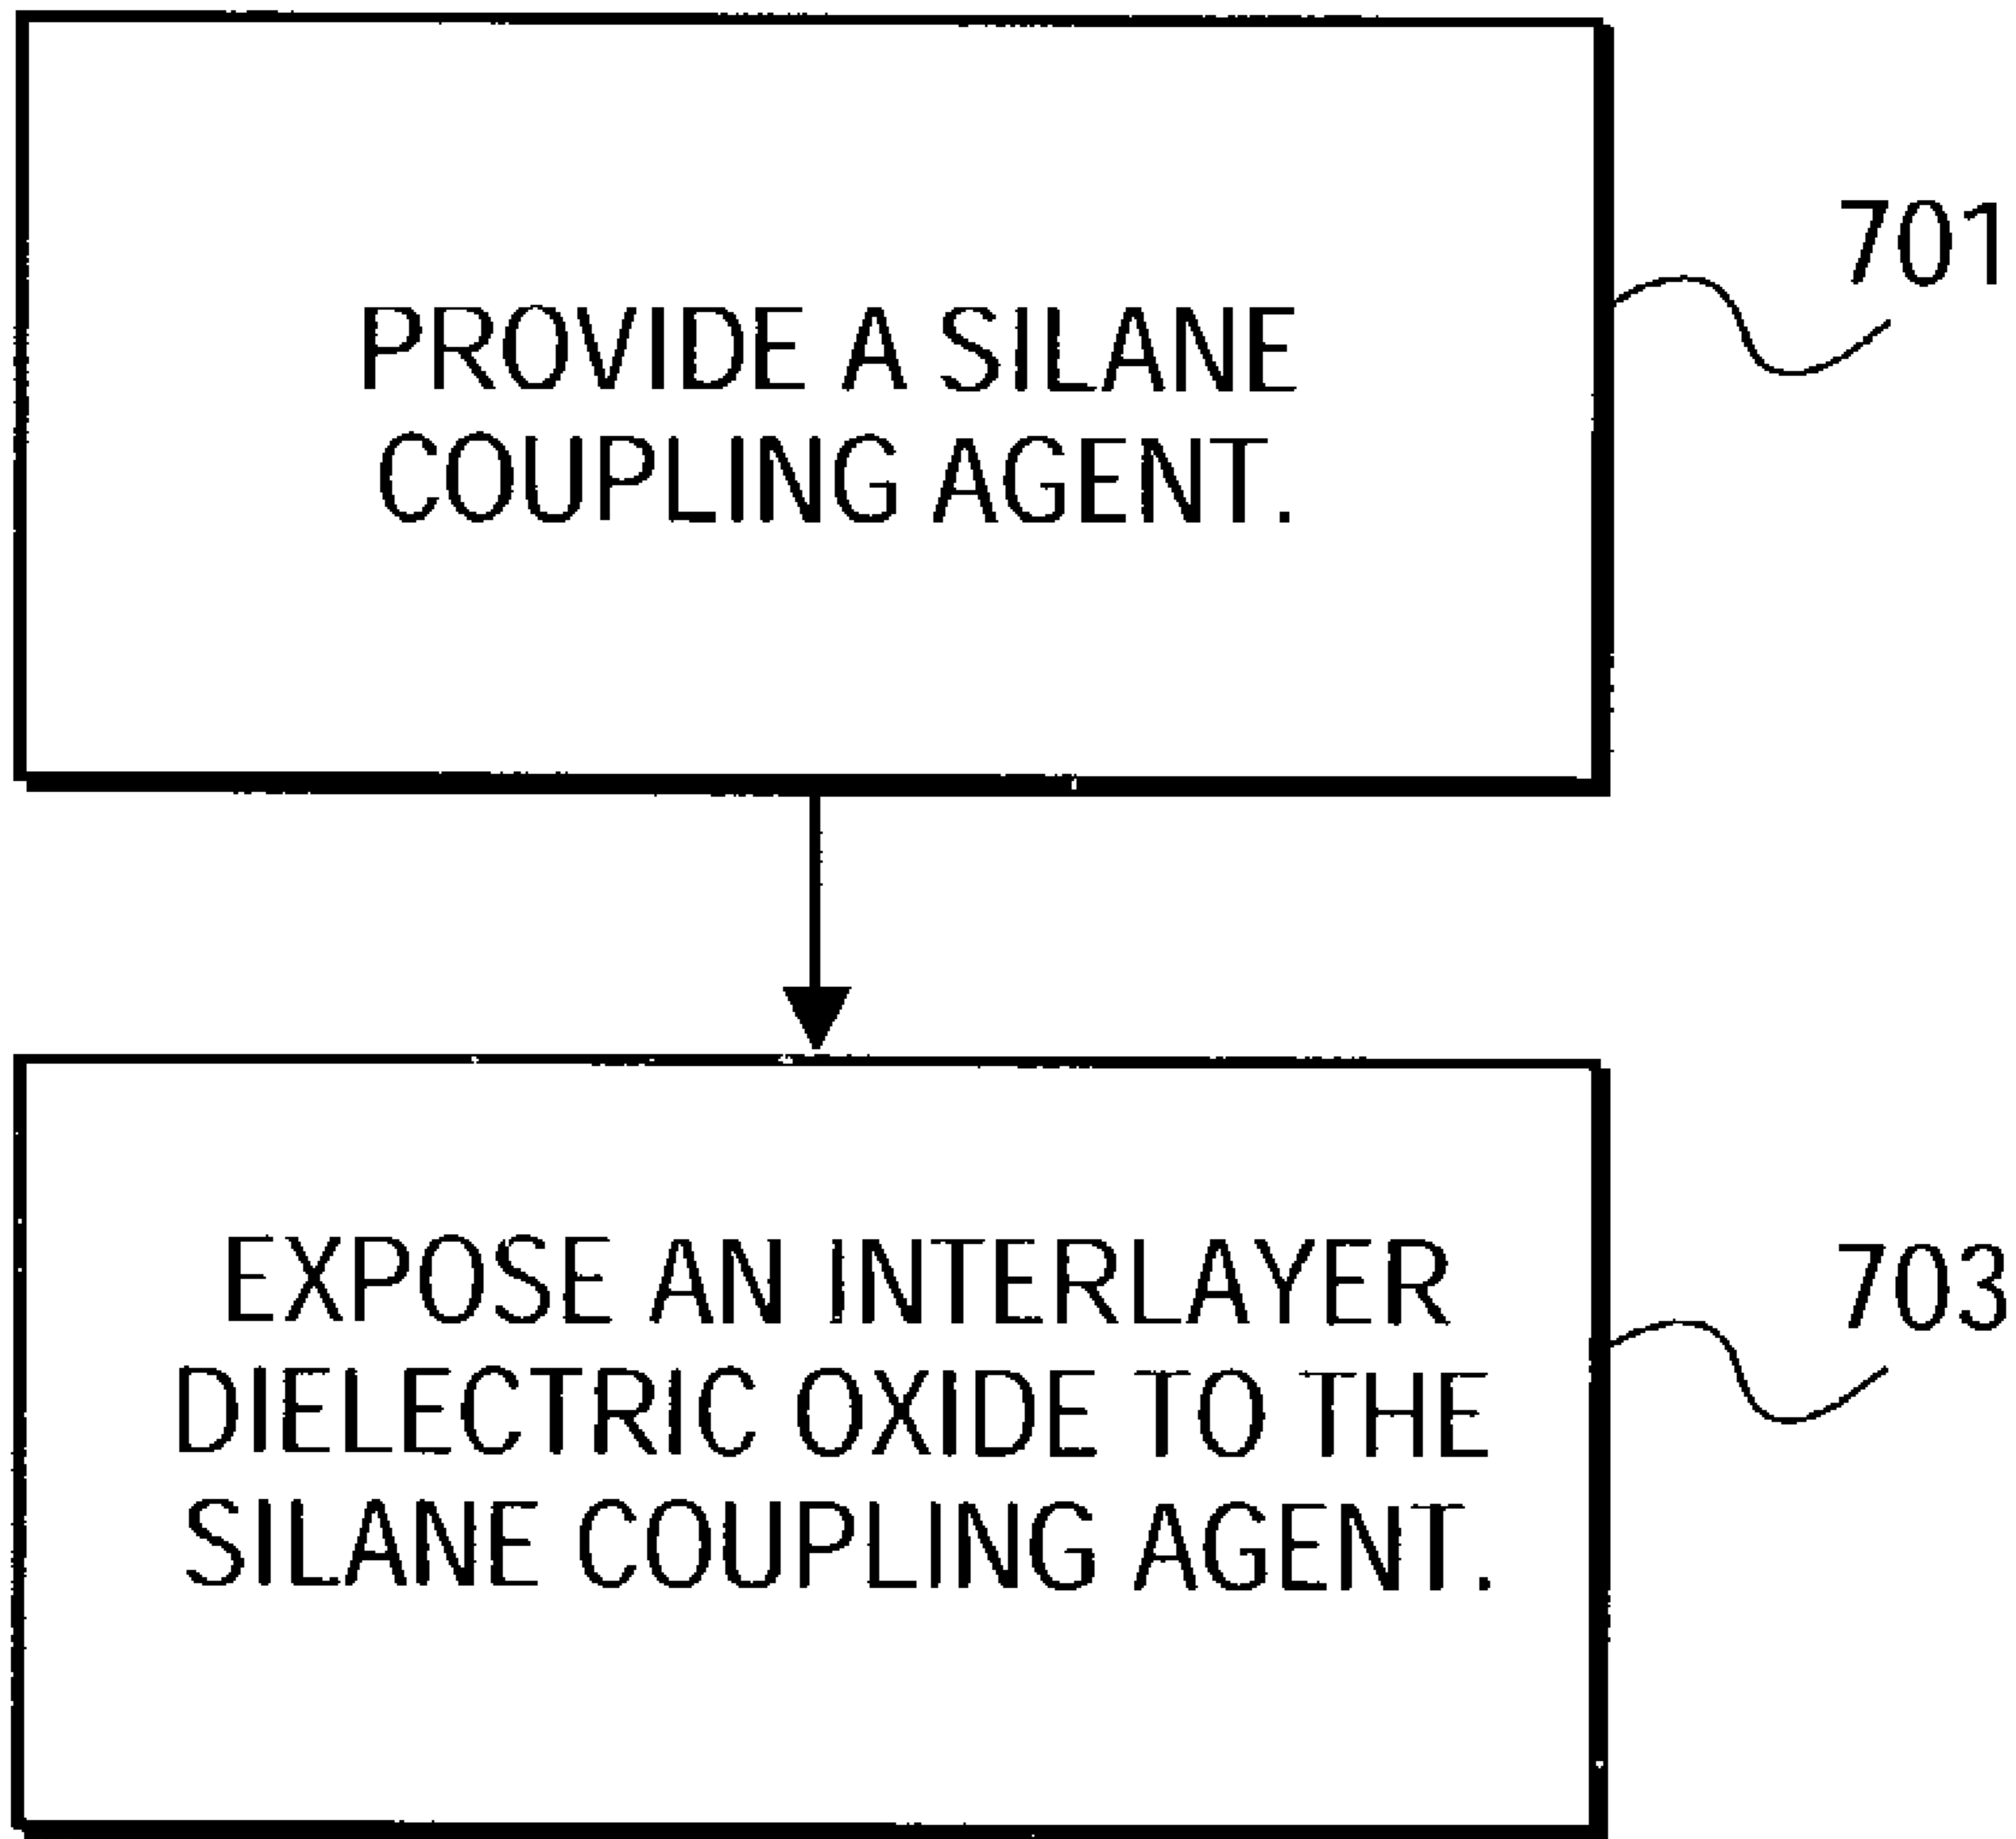 PROVIDE A SILANE
COUPLING AGENT.
701
EXPOSE AN INTERLAYER
DIELECTRIC OXIDE TO THE
SILANE COUPLING AGENT.
703